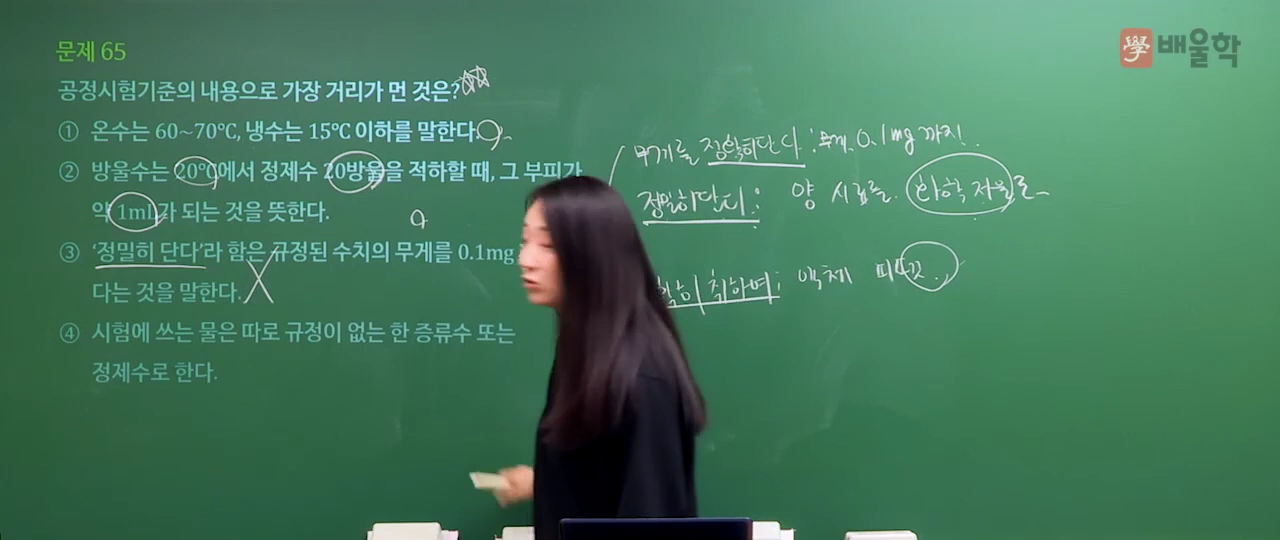 學 배울학
문제 65
공정시험기준의 내용으로 가장 거리가 먼 것은?
① 온수는 60~70℃, 냉수는 15℃ 이하를 말한다.
② 방울수는 20℃에서 정제수 20방울을 적하할 때, 그 부피가
약 1mL가 되는 것을 뜻한다.
③ ‘정밀히 단다’라 함은 규정된 수치의 무게를 0.1mg
다는 것을 말한다.
④ 시험에 쓰는 물은 따로 규정이 없는 한 증류수 또는
정제수로 한다.
무게를 정확히단다: 무게 0.1mg 까지!
정밀히단다: 양 시료를 화학저울로
확히 취하여: 액체 피펫